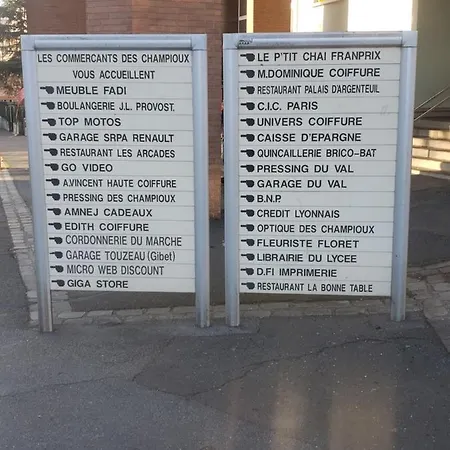 LES COMMERCANTS DES CHAMPIOUX
VOUS ACCUEILLENT
MEUBLE FADI
BOULANGERIE J.L. PROVOST.
TOP MOTOS
GARAGE SRPA RENAULT
RESTAURANT LES ARCADES
GO VIDEO
A.VINCENT HAUTE COIFFURE
PRESSING DES CHAMPIOUX
AMNEJ CADEAUX
EDITH COIFFURE
CORDONNERIE DU MARCHE
GARAGE TOUZEAU (Gibet)
MICRO WEB DISCOUNT
GIGA STORE
LE P'TIT CHAI FRANPRIX
M.DOMINIQUE COIFFURE
RESTAURANT PALAIS D'ARGENTEUIL
C.I.C. PARIS
UNIVERS COIFFURE
CAISSE D'EPARGNE
QUINCAILLERIE BRICO-BAT
PRESSING DU VAL
GARAGE DU VAL
B.N.P.
CREDIT LYONNAIS
OPTIQUE DES CHAMPIOUX
FLEURISTE FLORET
LIBRAIRIE DU LYCEE
D.FI IMPRIMERIE
RESTAURANT LA BONNE TABLE